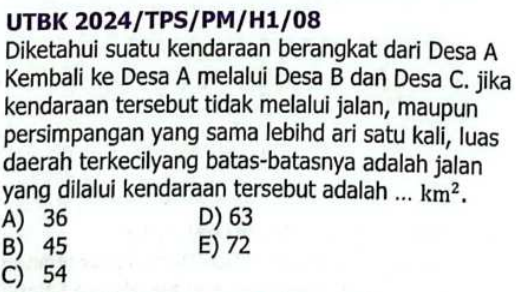 UTBK 2024/TPS/PM/H1/08
Diketahui suatu kendaraan berangkat dari Desa A
Kembali ke Desa A melalui Desa B dan Desa C. jika
kendaraan tersebut tidak melalui jalan, maupun
persimpangan yang sama lebihd ari satu kali, luas
daerah terkecilyang batas-batasnya adalah jalan
yang dilalui kendaraan tersebut adalah ... km².
A) 36 D) 63
B) 45 E) 72
C) 54